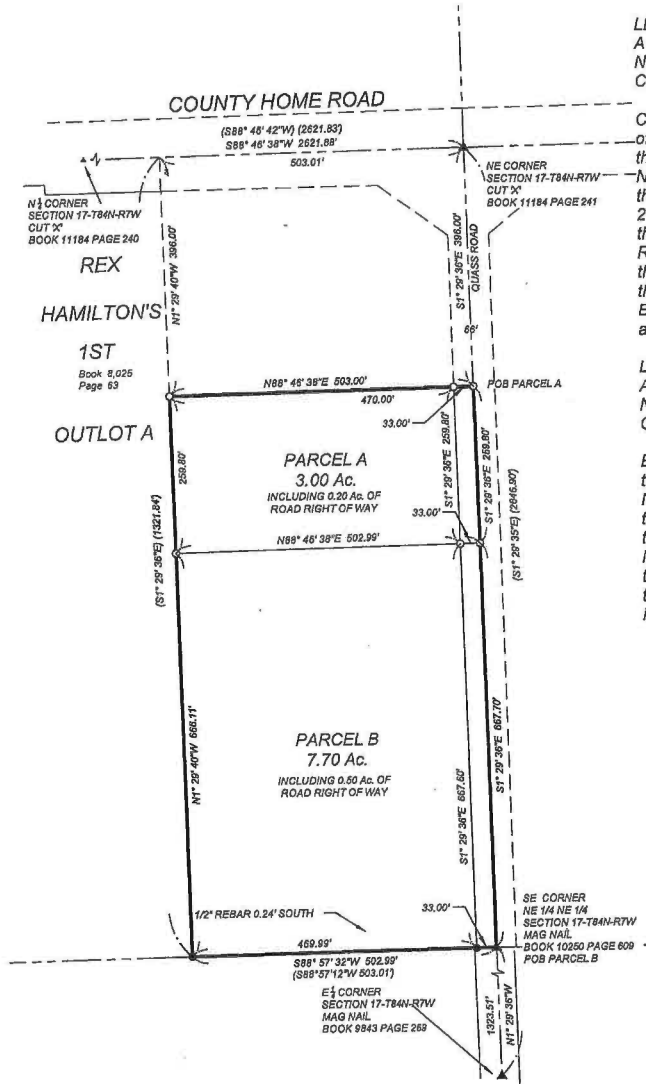 COUNTY HOME ROAD
(S88° 46' 42"W) (2621.83')
S88° 46' 38"W 2621.88'
503.01'
NE CORNER
SECTION 17-T84N-R7W
CUT 'X'
BOOK 11184 PAGE 241
N ¼ CORNER
SECTION 17-T84N-R7W
CUT 'X'
BOOK 11184 PAGE 240
N1° 29' 40"W 396.00'
S1° 29' 36"E 396.00'
QUASS ROAD
66'
REX
HAMILTON'S
1ST
Book 8,025
Page 63
OUTLOT A
N88° 46' 38"E 503.00'
470.00'
33.00'
POB PARCEL A
259.80'
PARCEL A
3.00 Ac.
INCLUDING 0.20 Ac. OF
ROAD RIGHT OF WAY
S1° 29' 36"E 259.80'
S1° 29' 36"E 259.80'
(S1° 29' 35"E) (2646.90')
(S1° 29' 36"E) (1321.84')
33.00'
N88° 46' 38"E 502.99'
PARCEL B
7.70 Ac.
INCLUDING 0.50 Ac. OF
ROAD RIGHT OF WAY
N1° 29' 40"W 666.11'
S1° 29' 36"E 667.60'
S1° 29' 36"E 667.70'
1/2" REBAR 0.24' SOUTH
33.00'
469.99'
S88° 57' 32"W 502.99'
(S88°57'12"W 503.01')
SE CORNER
NE 1/4 NE 1/4
SECTION 17-T84N-R7W
MAG NAIL
BOOK 10250 PAGE 609
POB PARCEL B
E ¼ CORNER
SECTION 17-T84N-R7W
MAG NAIL
BOOK 9843 PAGE 269
1323.51'
N1° 29' 36"W